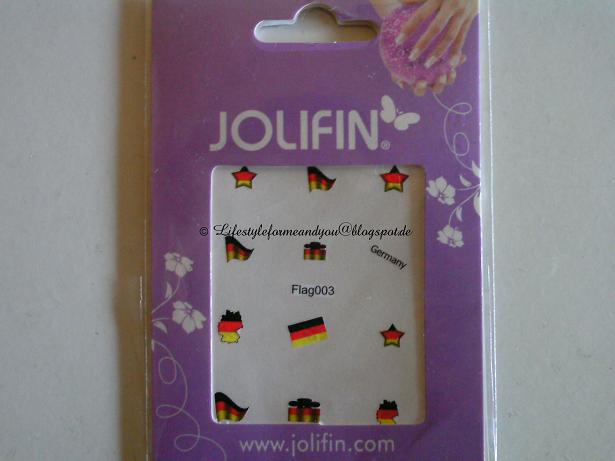 JOLIFIN®
© Lifestyleformeandyou@blogspot.de
Germany
Flag003
www.jolifin.com